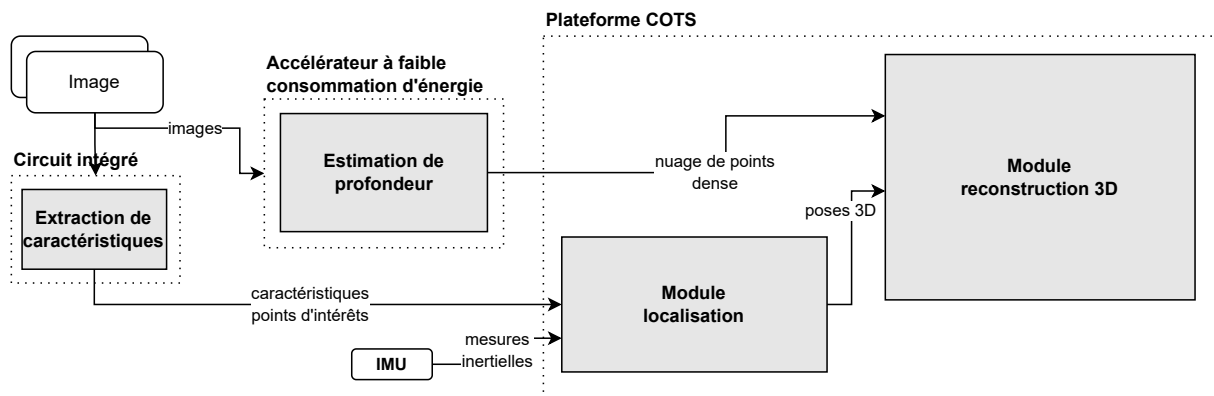 Plateforme COTS
Image
Accélérateur à faible
consommation d'énergie
images
Circuit intégré
Estimation de
profondeur
nuage de points
dense
Module
reconstruction 3D
Extraction de
caractéristiques
poses 3D
caractéristiques
points d'intérêts
Module
localisation
mesures
inertielles
IMU